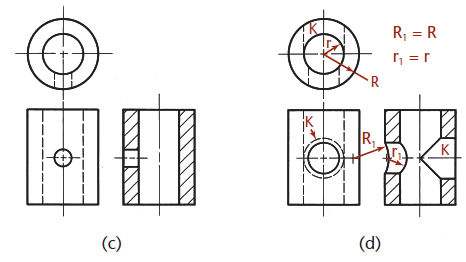 K
r
R
R₁ = R
r₁ = r
K
R₁
r₁
K
(c)
(d)